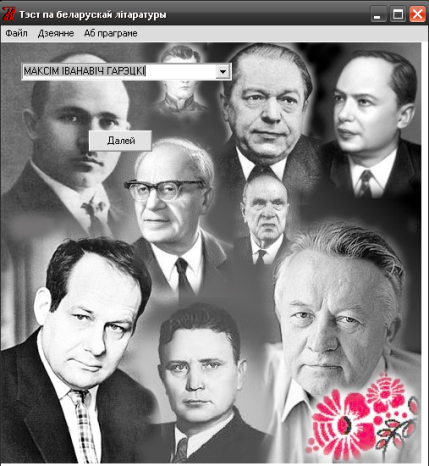 Тэст па беларускай літаратуры
Файл Дзеянне Аб праграме
МАКСІМ ІВАНАВІЧ ГАРЭЦКІ
Далей